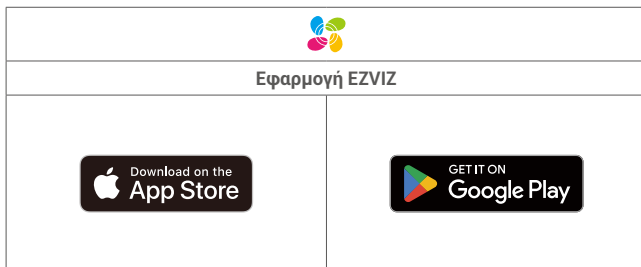 Εφαρμογή EZVIZ
Download on the
App Store
GET IT ON
Google Play